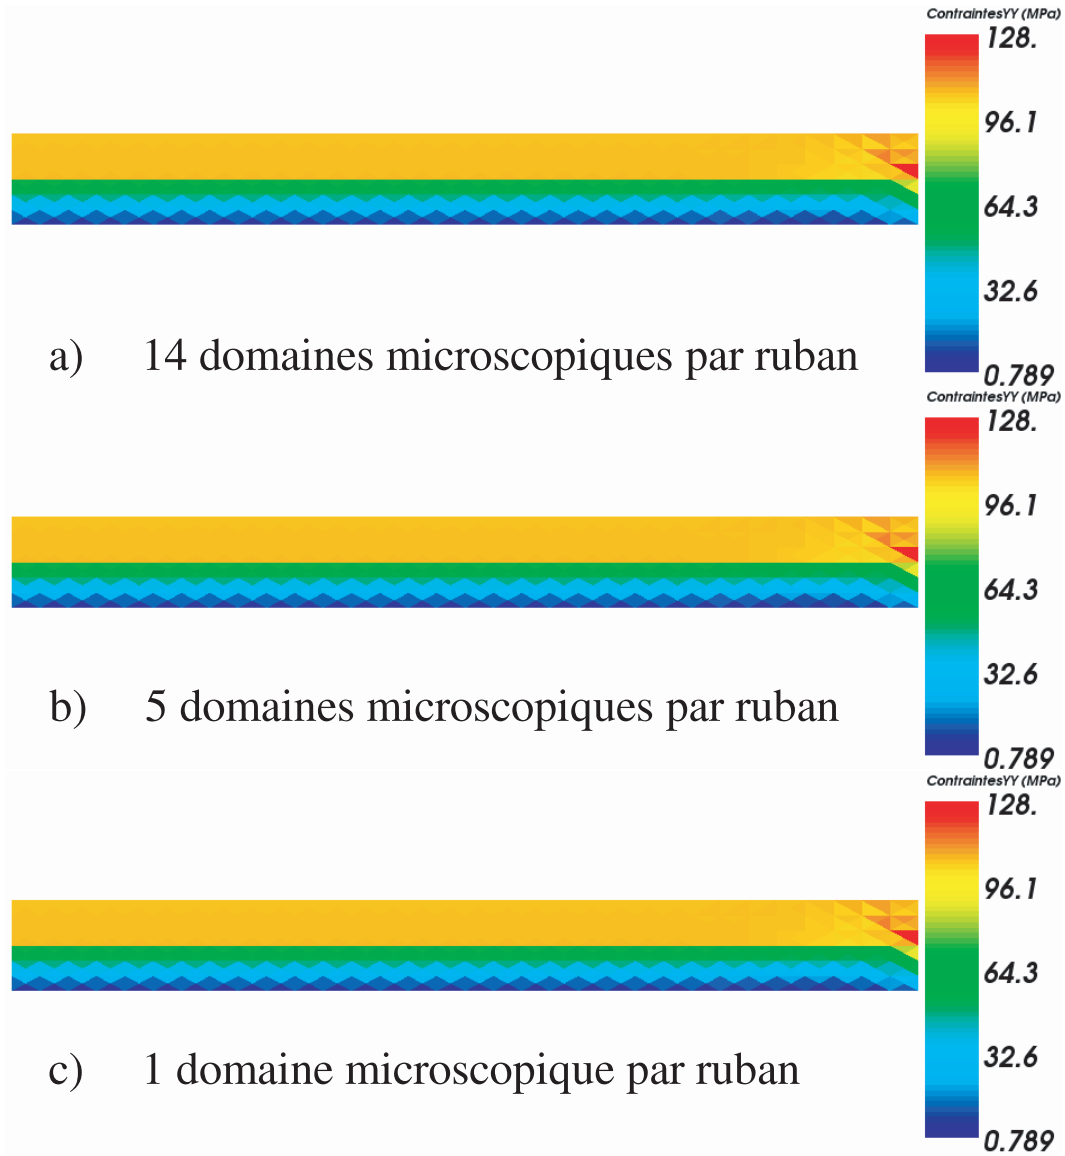 ContraintesYY (MPa)
128.
96.1
64.3
32.6
0.789
a) 14 domaines microscopiques par ruban
ContraintesYY (MPa)
128.
96.1
64.3
32.6
0.789
b) 5 domaines microscopiques par ruban
ContraintesYY (MPa)
128.
96.1
64.3
32.6
0.789
c) 1 domaine microscopique par ruban